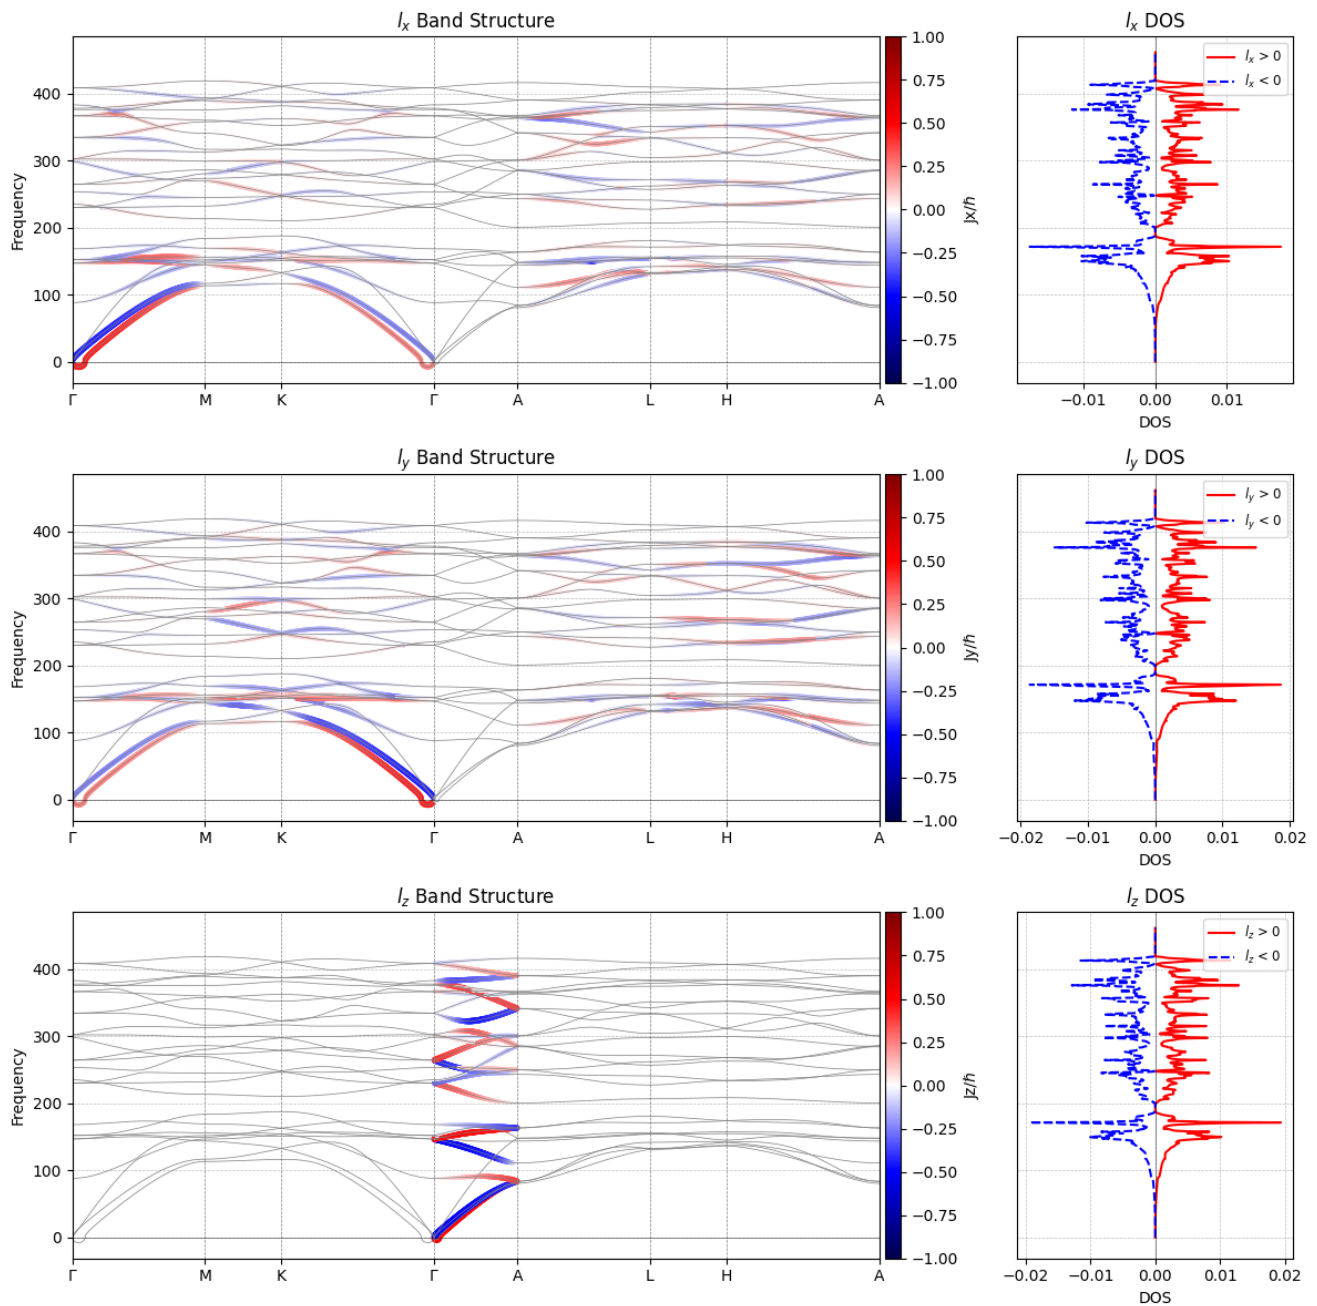 lx Band Structure
400
300
200
100
0
Frequency
Γ M K Γ A L H A
1.00
0.75
0.50
0.25
0.00
−0.25
−0.50
−0.75
−1.00
Jx/ħ
lx DOS
lx > 0
lx < 0
−0.01 0.00 0.01
DOS
ly Band Structure
400
300
200
100
0
Frequency
Γ M K Γ A L H A
1.00
0.75
0.50
0.25
0.00
−0.25
−0.50
−0.75
−1.00
Jy/ħ
ly DOS
ly > 0
ly < 0
−0.02 −0.01 0.00 0.01 0.02
DOS
lz Band Structure
400
300
200
100
0
Frequency
Γ M K Γ A L H A
1.00
0.75
0.50
0.25
0.00
−0.25
−0.50
−0.75
−1.00
Jz/ħ
lz DOS
lz > 0
lz < 0
−0.02 −0.01 0.00 0.01 0.02
DOS